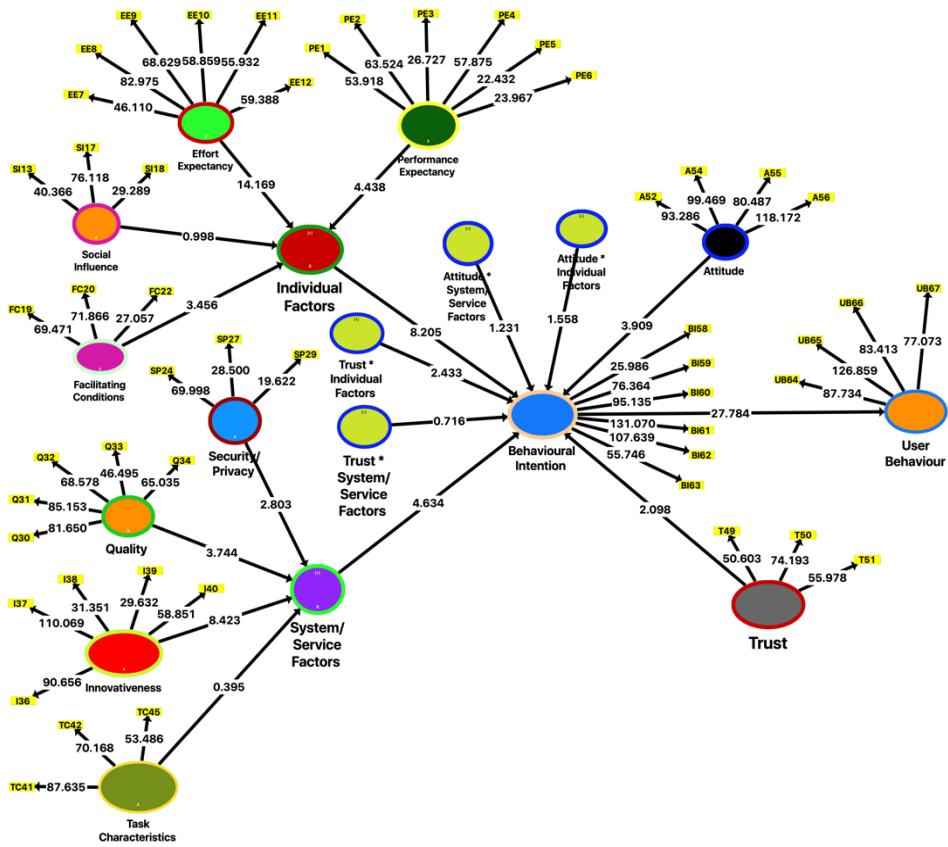 EE9
EE10
EE11
EE8
68.629
58.859
55.932
82.975
EE7
46.110
59.388
EE12
Effort
Expectancy
PE3
PE2
PE4
PE1
63.524
26.727
57.875
PE5
53.918
22.432
PE6
23.967
Performance
Expectancy
14.169
4.438
SI17
SI13
76.118
SI18
40.366
29.289
Social
Influence
0.998
Individual
Factors
FC20
FC22
FC19
71.866
27.057
69.471
3.456
Facilitating
Conditions
Attitude *
System/
Service
Factors
Attitude *
Individual
Factors
1.231
1.558
8.205
A54
A55
A52
99.469
80.487
A56
93.286
118.172
Attitude
3.909
Trust *
Individual
Factors
2.433
Trust *
System/
Service
Factors
0.716
SP27
SP24
28.500
SP29
69.998
19.622
Security/
Privacy
2.803
BI58
25.986
BI59
76.364
95.135
BI60
131.070
BI61
107.639
BI62
55.746
BI63
Behavioural
Intention
27.784
UB67
UB66
77.073
UB65
83.413
126.859
UB64
87.734
User
Behaviour
Q33
Q32
46.495
Q34
68.578
65.035
Q31
85.153
81.650
Q30
Quality
3.744
4.634
2.098
T49
T50
50.603
74.193
T51
55.978
Trust
I38
I39
31.351
29.632
I40
I37
58.851
110.069
90.656
I36
Innovativeness
8.423
System/
Service
Factors
0.395
TC45
TC42
53.486
70.168
TC41
87.635
Task
Characteristics